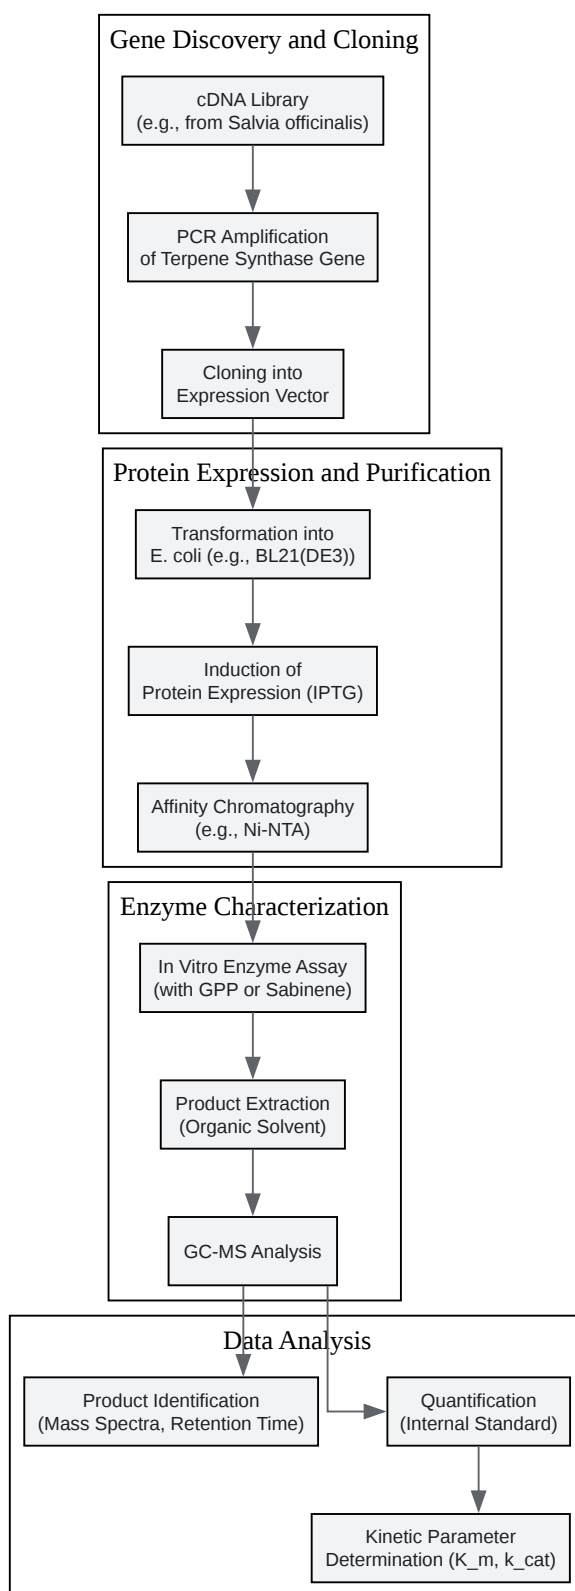 Gene Discovery and Cloning
cDNA Library
(e.g., from Salvia officinalis)
PCR Amplification
of Terpene Synthase Gene
Cloning into
Expression Vector
Protein Expression and Purification
Transformation into
E. coli (e.g., BL21(DE3))
Induction of
Protein Expression (IPTG)
Affinity Chromatography
(e.g., Ni-NTA)
Enzyme Characterization
In Vitro Enzyme Assay
(with GPP or Sabinene)
Product Extraction
(Organic Solvent)
GC-MS Analysis
Data Analysis
Product Identification
(Mass Spectra, Retention Time)
Quantification
(Internal Standard)
Kinetic Parameter
Determination (K_m, k_cat)